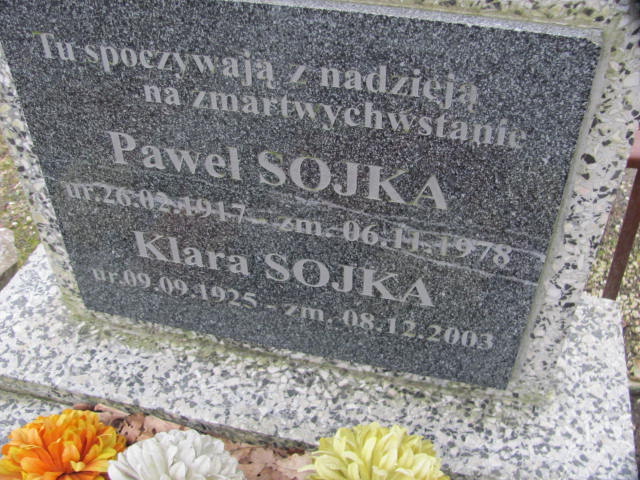 Tu spoczywają z nadzieją
na zmartwychwstanie
Paweł SOJKA
ur.26.02.1917 - zm. 06.11.1978
Klara SOJKA
ur.09.09.1925 - zm. 08.12.2003